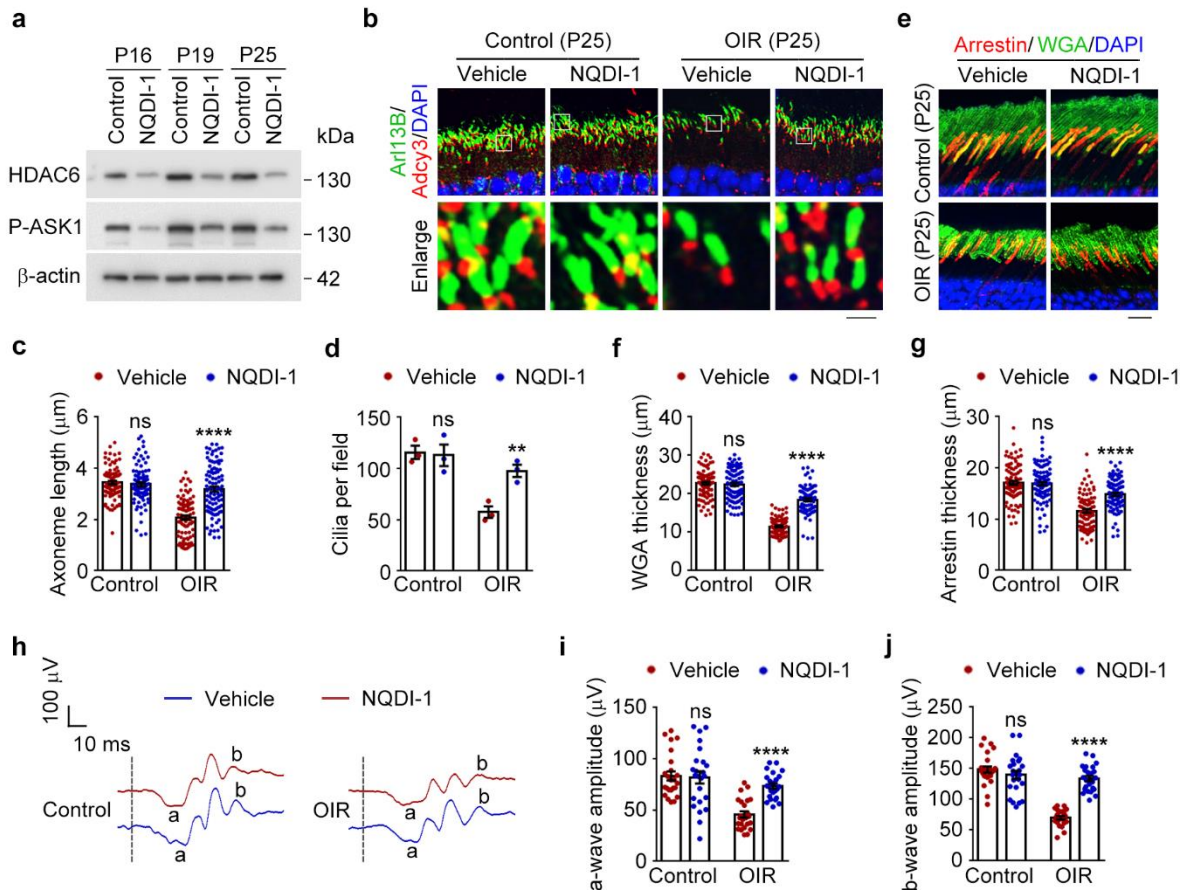 a
P16 P19 P25
Control NQDI-1 Control NQDI-1 Control NQDI-1
kDa
HDAC6 - 130
P-ASK1 - 130
β-actin - 42
b
Control (P25) OIR (P25)
Vehicle NQDI-1 Vehicle NQDI-1
Arl13B/
Adcy3/DAPI
Enlarge
e
Arrestin/ WGA/DAPI
Vehicle NQDI-1
Control (P25)
OIR (P25)
c
Vehicle NQDI-1
Axoneme length (μm)
6
4
2
0
ns
****
Control OIR
d
Vehicle NQDI-1
Cilia per field
150
100
50
0
ns
**
Control OIR
f
Vehicle NQDI-1
WGA thickness (μm)
40
30
20
10
0
ns
****
Control OIR
g
Vehicle NQDI-1
Arrestin thickness (μm)
30
20
10
0
ns
****
Control OIR
h
100 μV
10 ms
Vehicle NQDI-1
Control
a
b
b
a
OIR
a
b
b
a
i
Vehicle NQDI-1
a-wave amplitude (μV)
150
100
50
0
ns
****
Control OIR
j
Vehicle NQDI-1
b-wave amplitude (μV)
250
200
150
100
50
0
ns
****
Control OIR